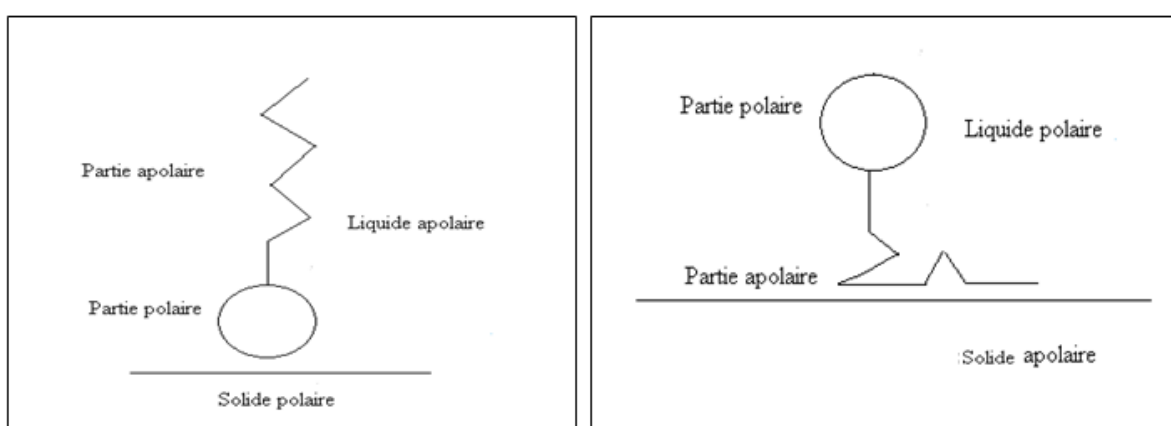 Partie apolaire
Liquide apolaire
Partie polaire
Solide polaire
Partie polaire
Liquide polaire
Partie apolaire
Solide apolaire